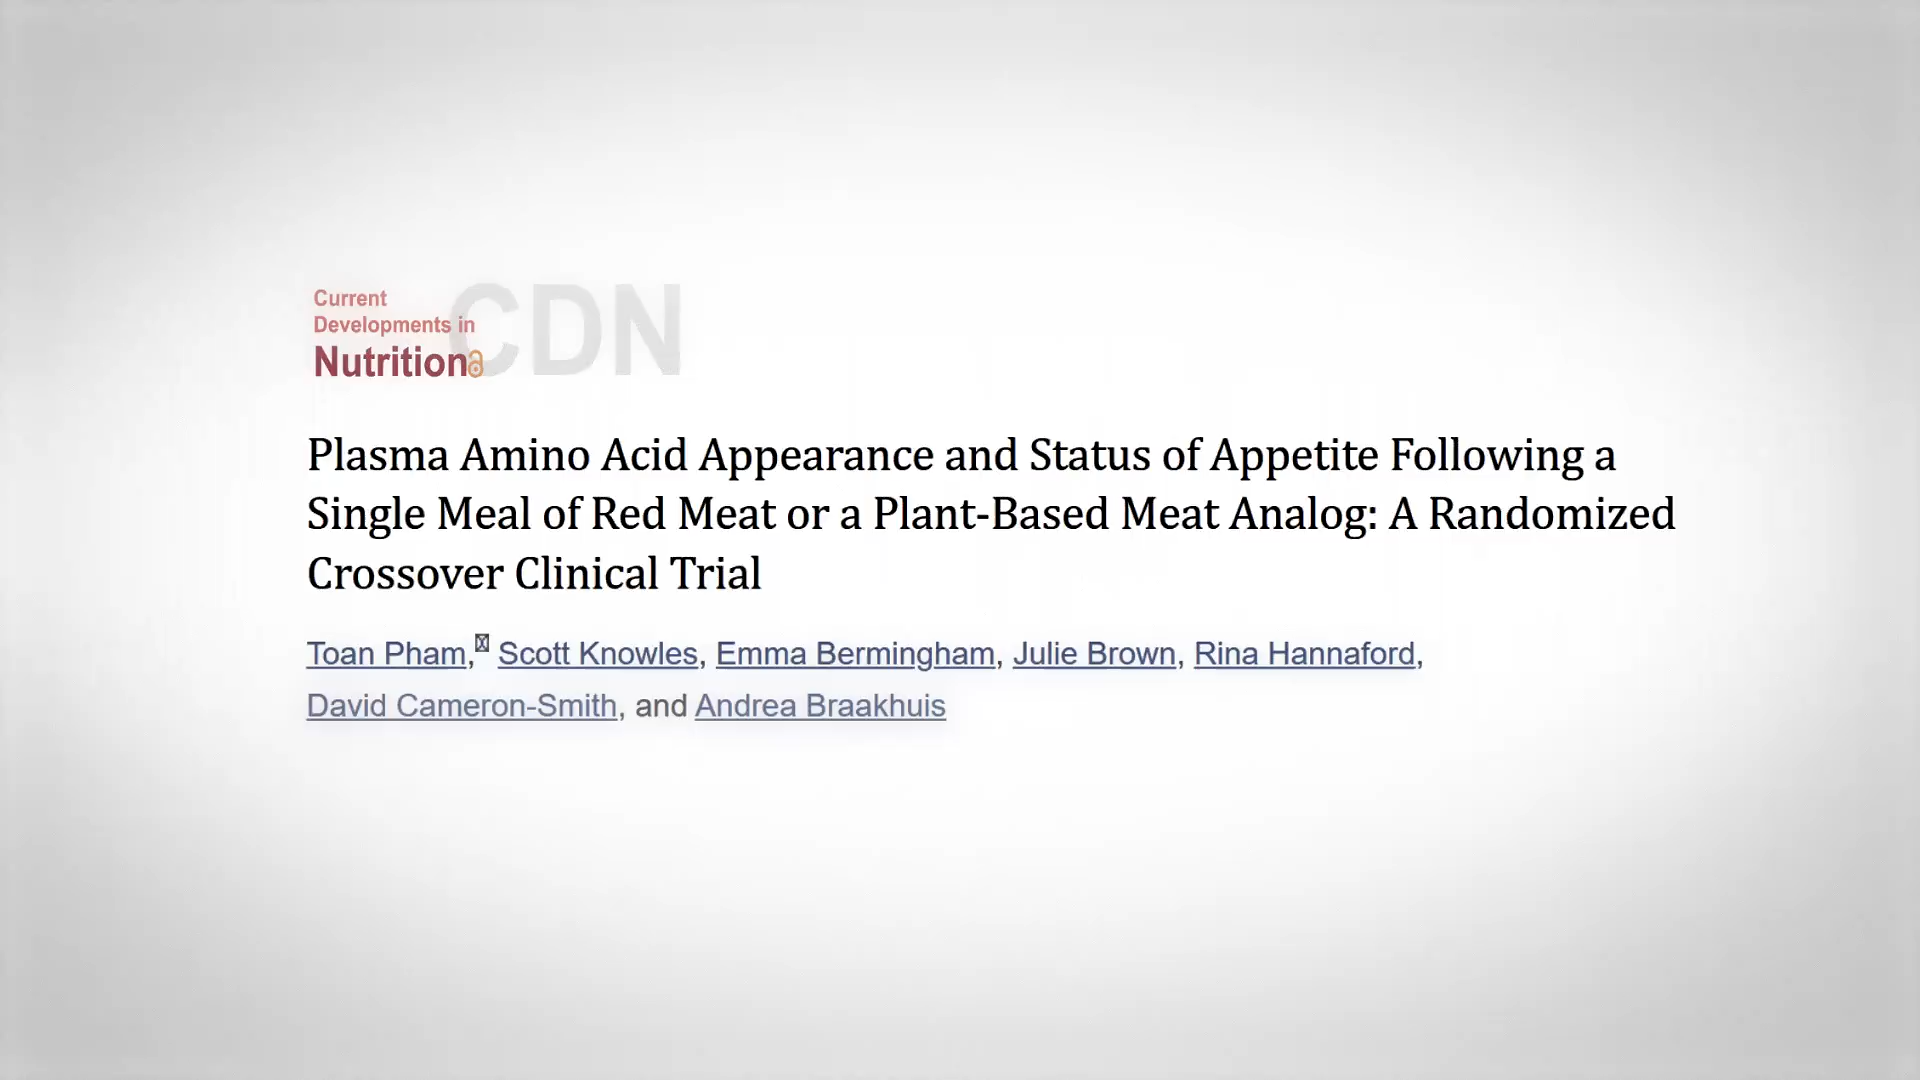 Current
Developments in
Nutrition
CDN
Plasma Amino Acid Appearance and Status of Appetite Following a
Single Meal of Red Meat or a Plant-Based Meat Analog: A Randomized
Crossover Clinical Trial
Toan Pham, Scott Knowles, Emma Bermingham, Julie Brown, Rina Hannaford,
David Cameron-Smith, and Andrea Braakhuis